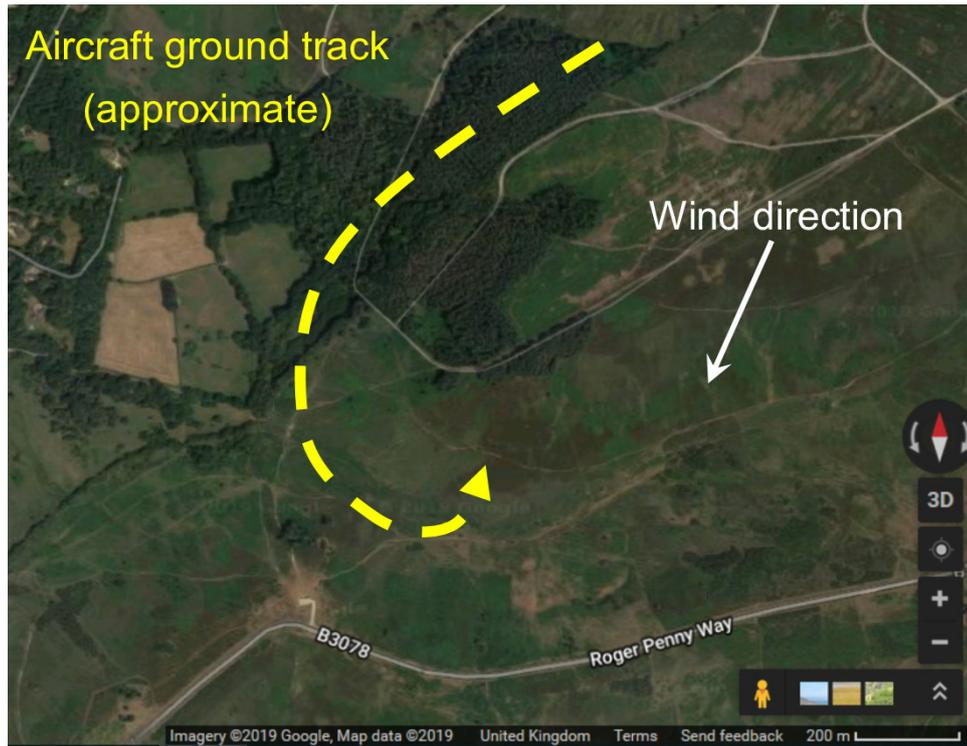 Aircraft ground track
(approximate)
Wind direction
3D
B3078
Roger Penny Way
Imagery ©2019 Google, Map data ©2019 United Kingdom Terms Send feedback 200 m